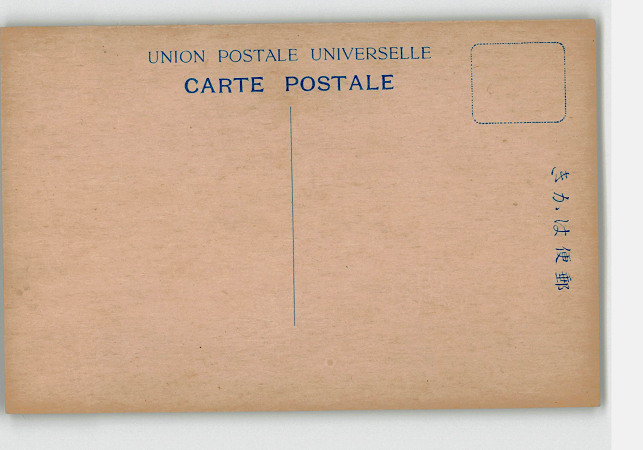 UNION POSTALE UNIVERSELLE
CARTE POSTALE
きかは便郵